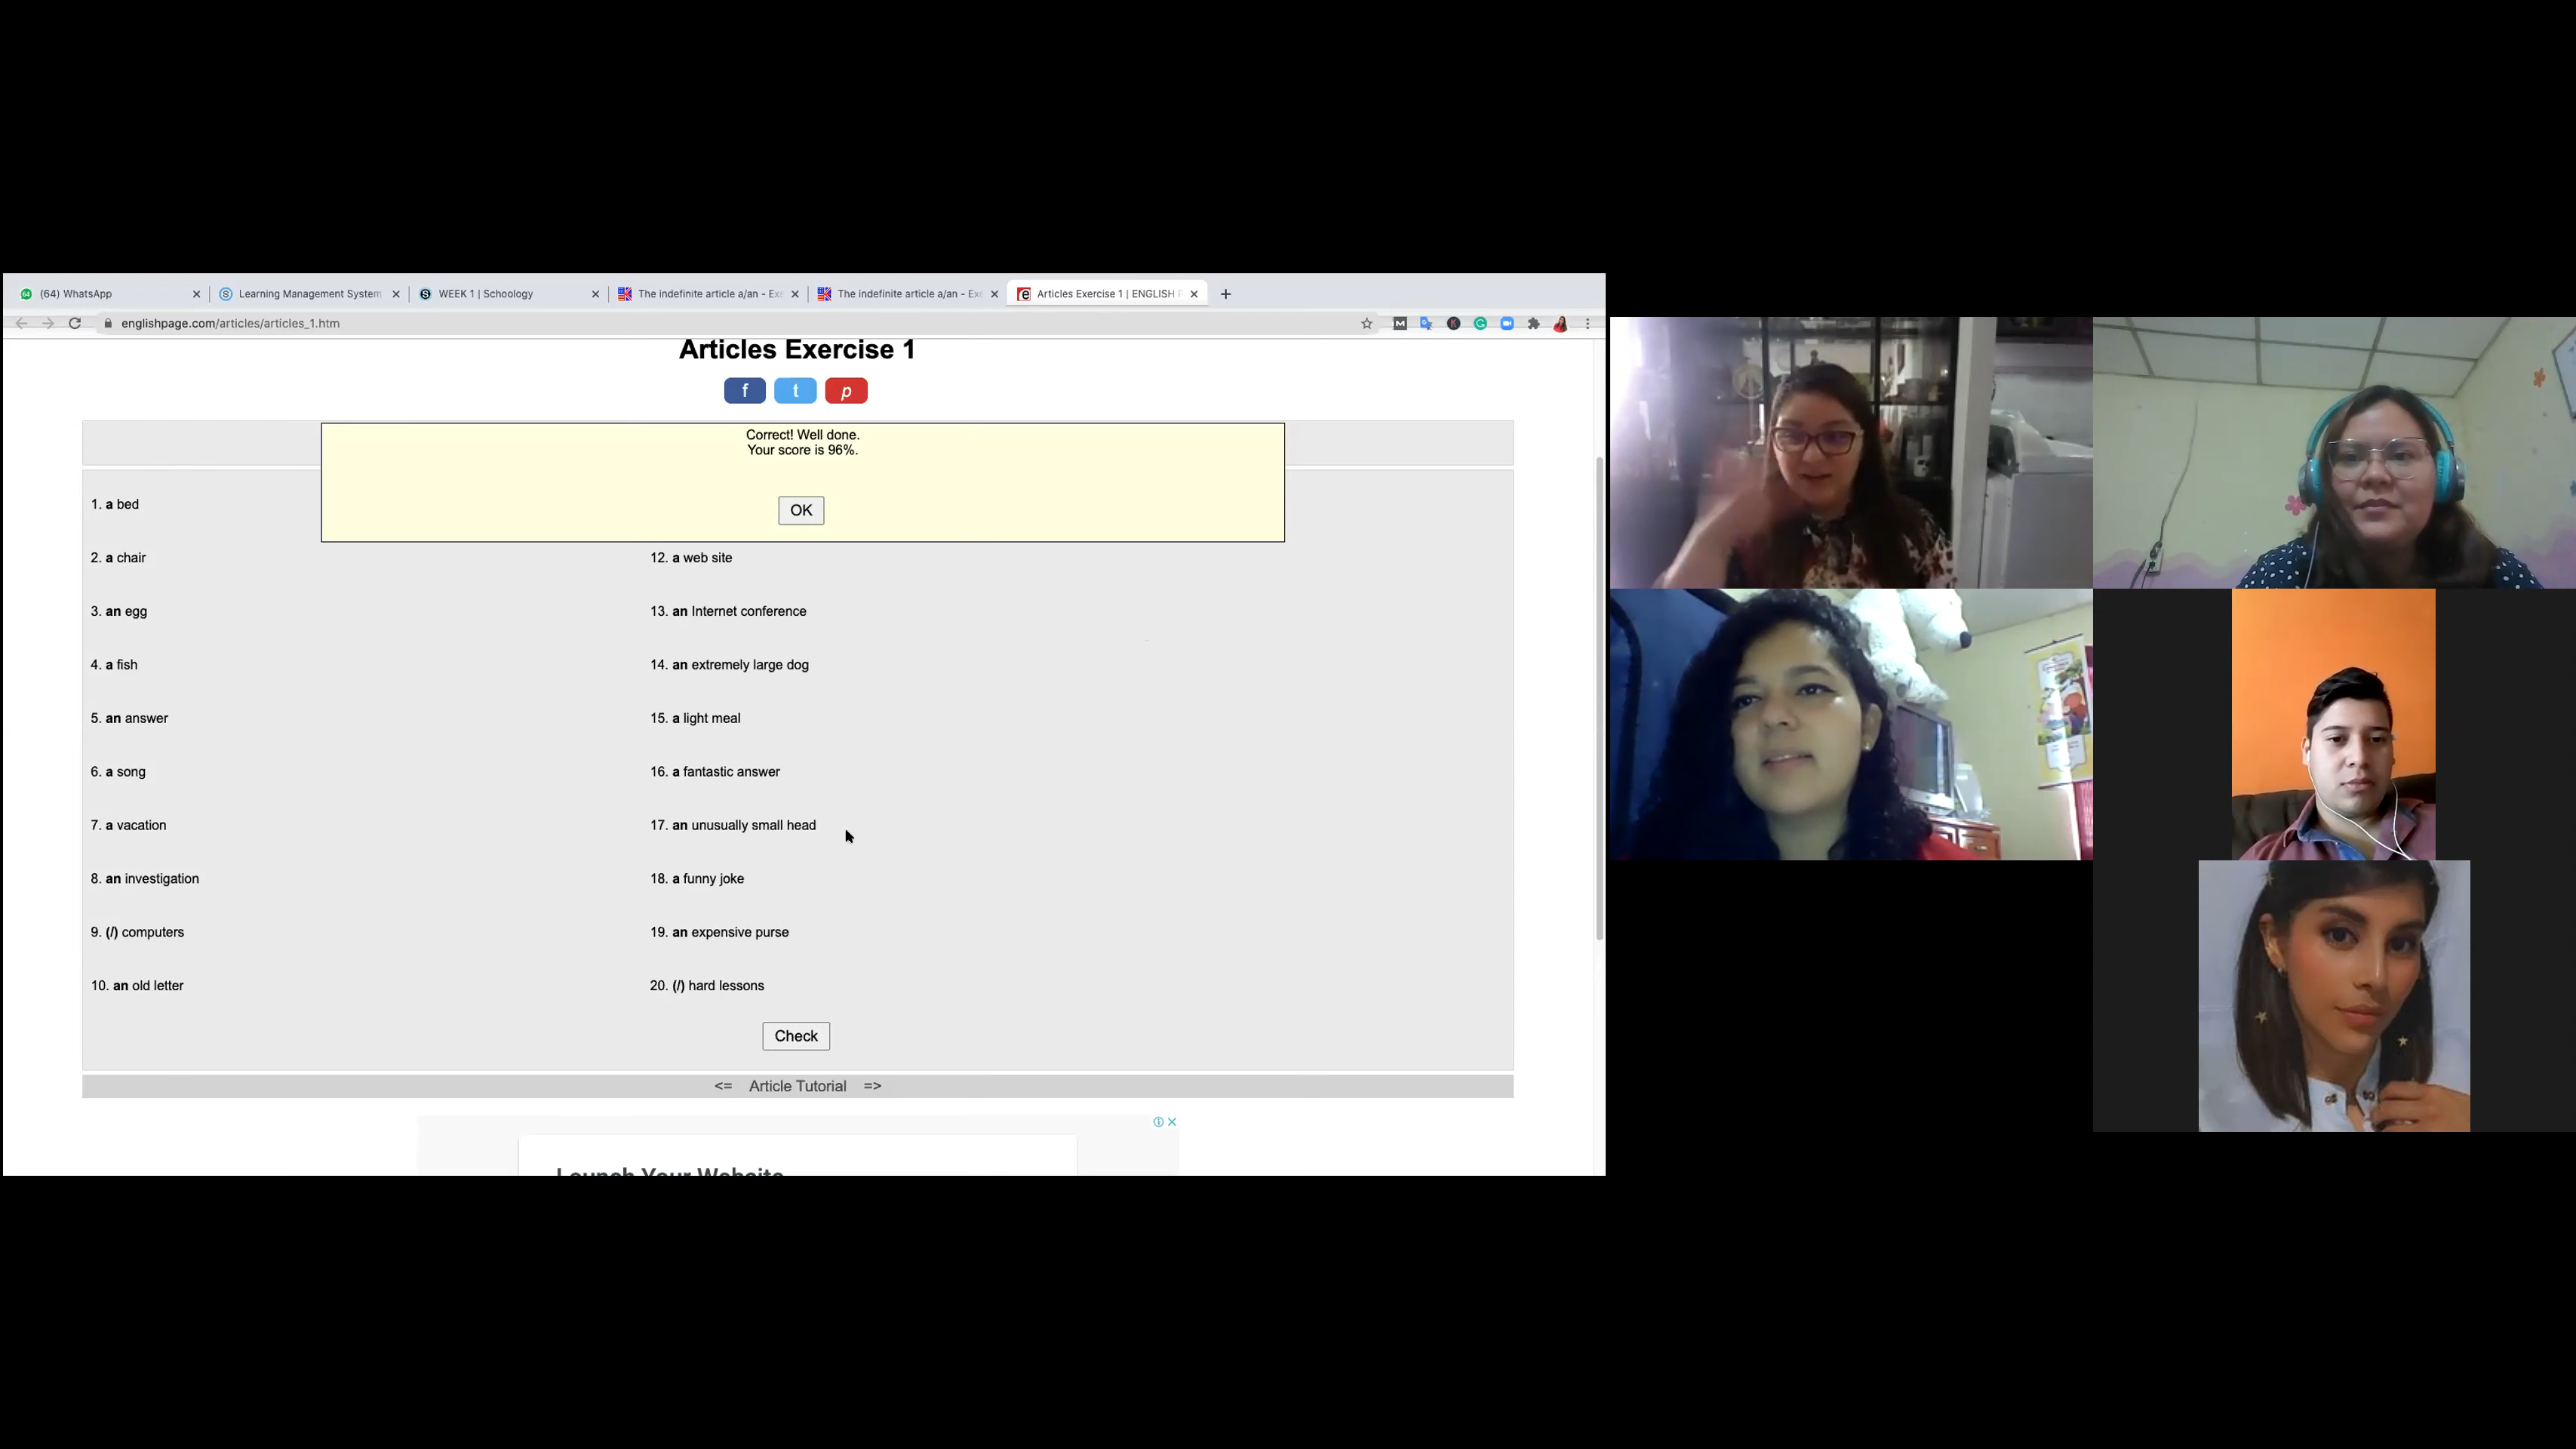 (64) WhatsApp
Learning Management System
WEEK 1 | Schoology
The indefinite article a/an - Exe
The indefinite article a/an - Exe
Articles Exercise 1 | ENGLISH P
englishpage.com/articles/articles_1.htm
Articles Exercise 1
f t p
Correct! Well done.
Your score is 96%.
OK
1. a bed
2. a chair
3. an egg
4. a fish
5. an answer
6. a song
7. a vacation
8. an investigation
9. (/) computers
10. an old letter
12. a web site
13. an Internet conference
14. an extremely large dog
15. a light meal
16. a fantastic answer
17. an unusually small head
18. a funny joke
19. an expensive purse
20. (/) hard lessons
Check
<= Article Tutorial =>
Launch Your Website